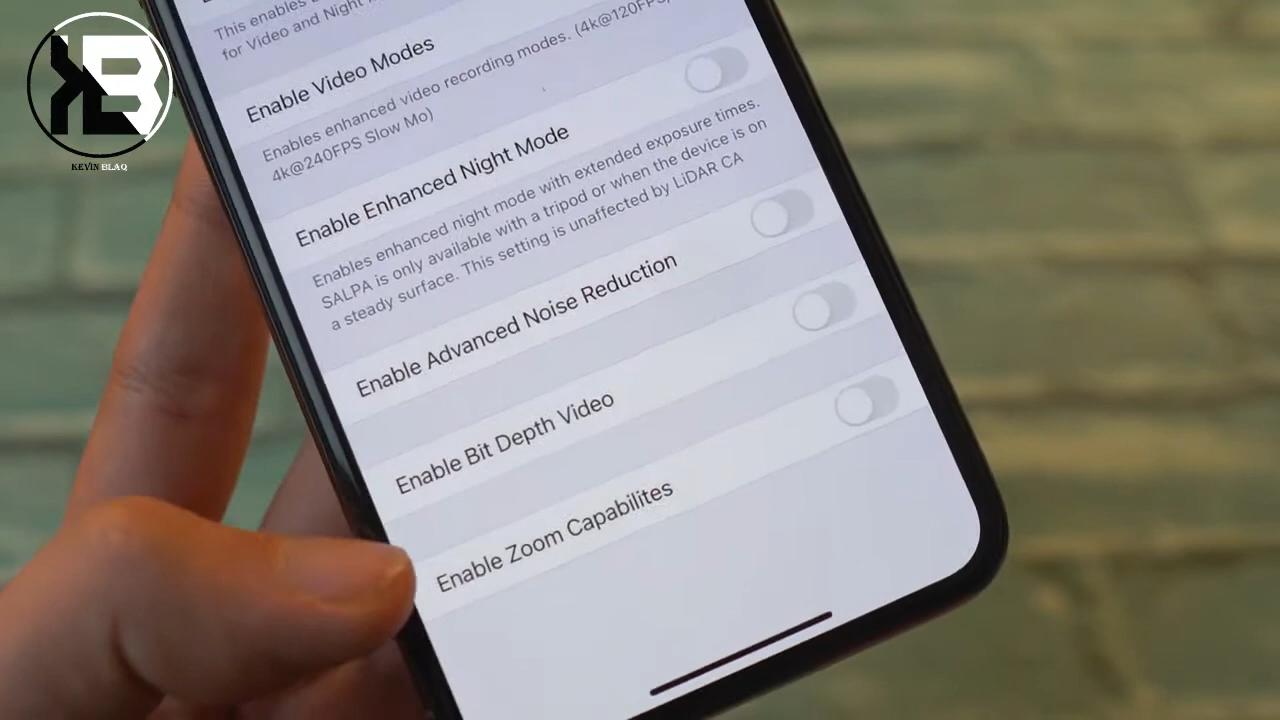 KB
KEVIN BLAQ
This enables
for Video and Night
Enable Video Modes
Enables enhanced video recording modes. (4k@120FPS,
4k@240FPS Slow Mo)
Enable Enhanced Night Mode
Enables enhanced night mode with extended exposure times.
SALPA is only available with a tripod or when the device is on
a steady surface. This setting is unaffected by LiDAR CA
Enable Advanced Noise Reduction
Enable Bit Depth Video
Enable Zoom Capabilites